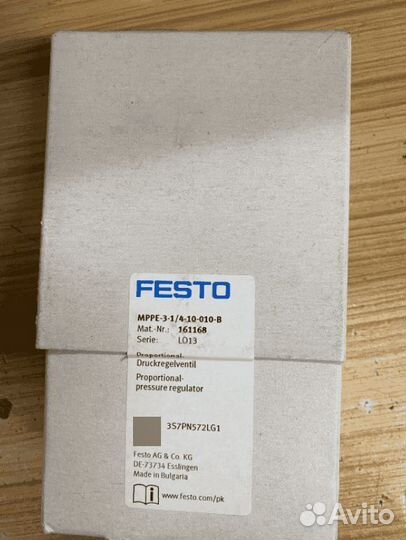 FESTO
MPPE-3-1/4-10-010-B
Mat.-Nr.: 161168
Serie: LO13
Proportional-
Druckregelventil
Proportional-
pressure regulator
3S7PN572LG1
Festo AG & Co. KG
DE-73734 Esslingen
Made in Bulgaria
www.festo.com/pk
Avito